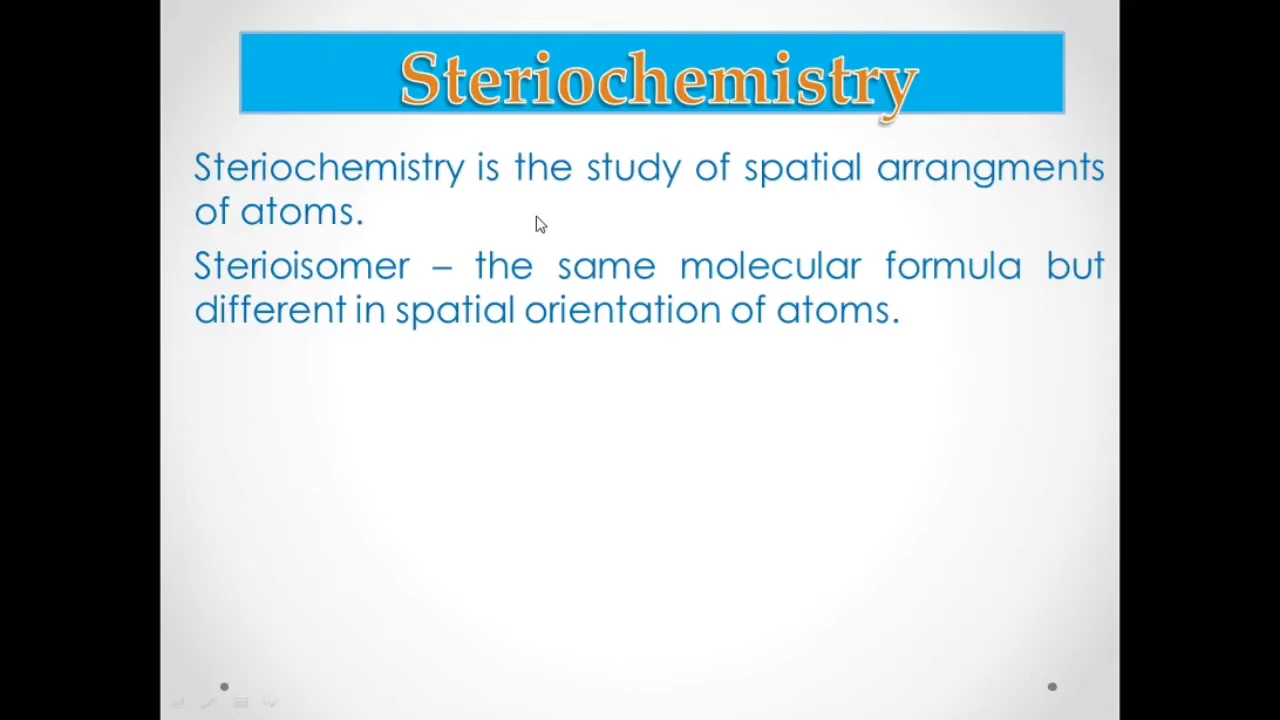 Steriochemistry
Steriochemistry is the study of spatial arrangments
of atoms.
Sterioisomer – the same molecular formula but
different in spatial orientation of atoms.